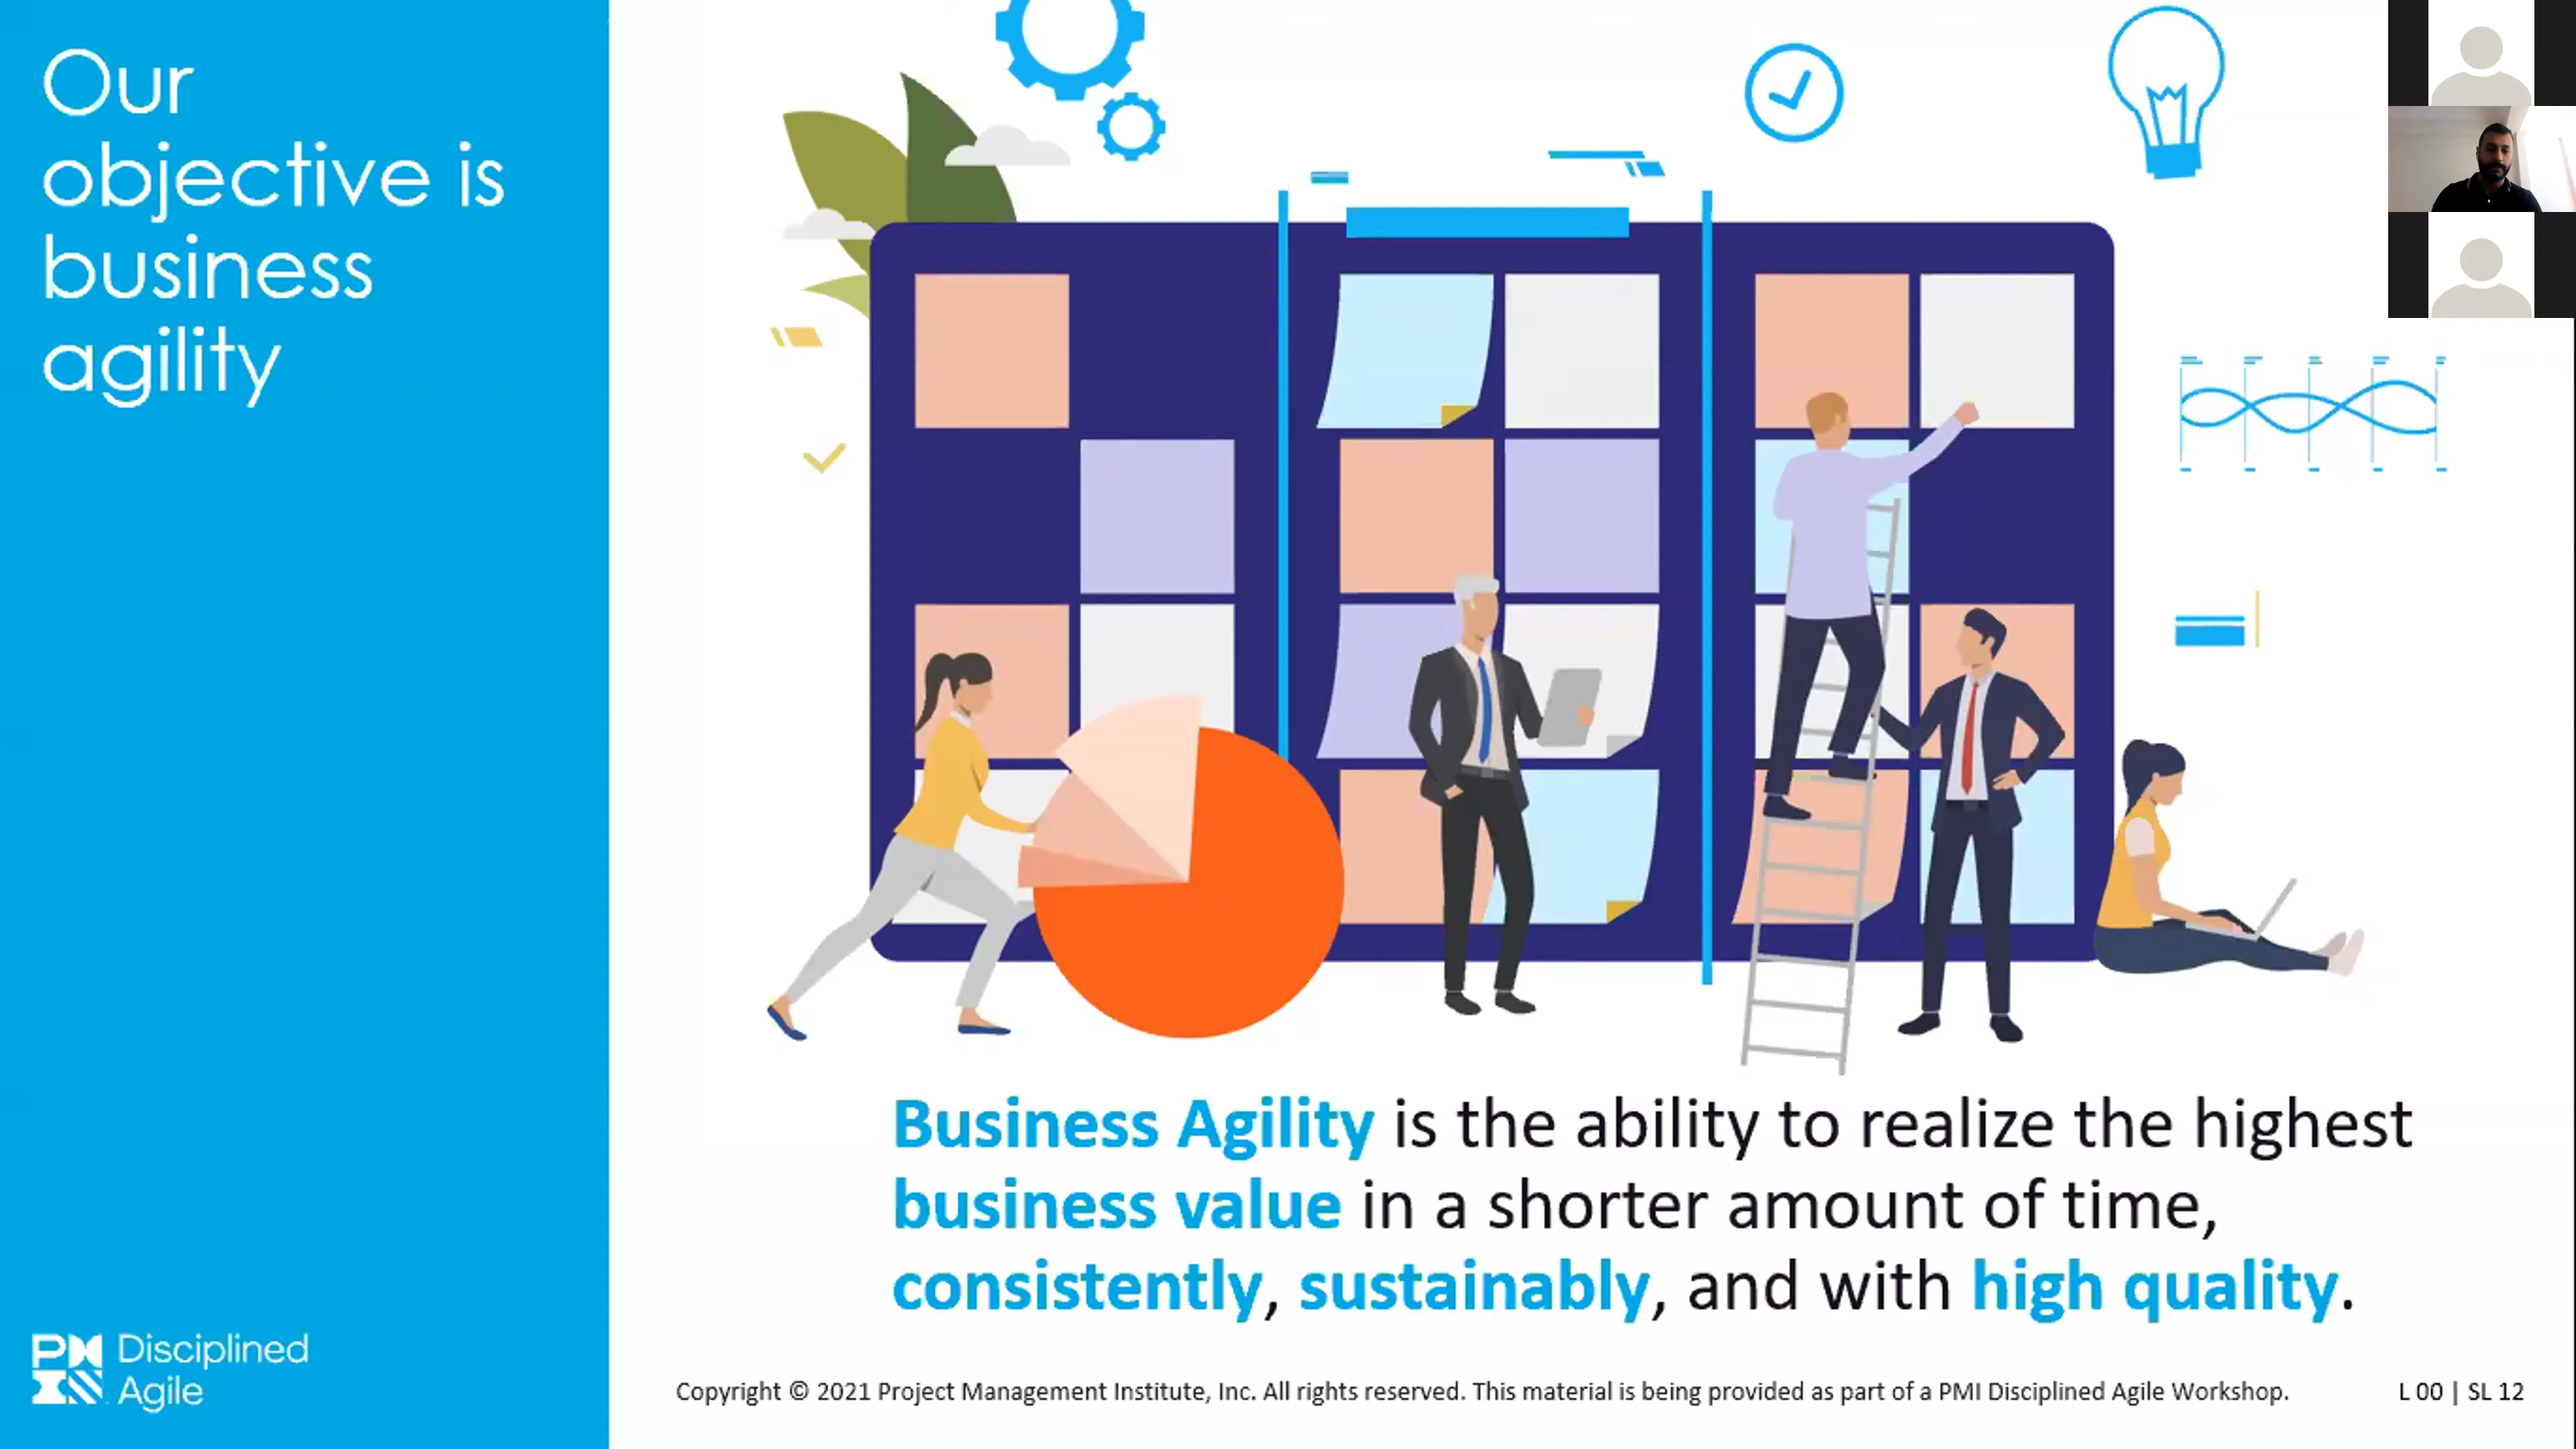 Our
objective is
business
agility
Business Agility is the ability to realize the highest
business value in a shorter amount of time,
consistently, sustainably, and with high quality.
Disciplined
Agile
Copyright © 2021 Project Management Institute, Inc. All rights reserved. This material is being provided as part of a PMI Disciplined Agile Workshop.
L 00 | SL 12